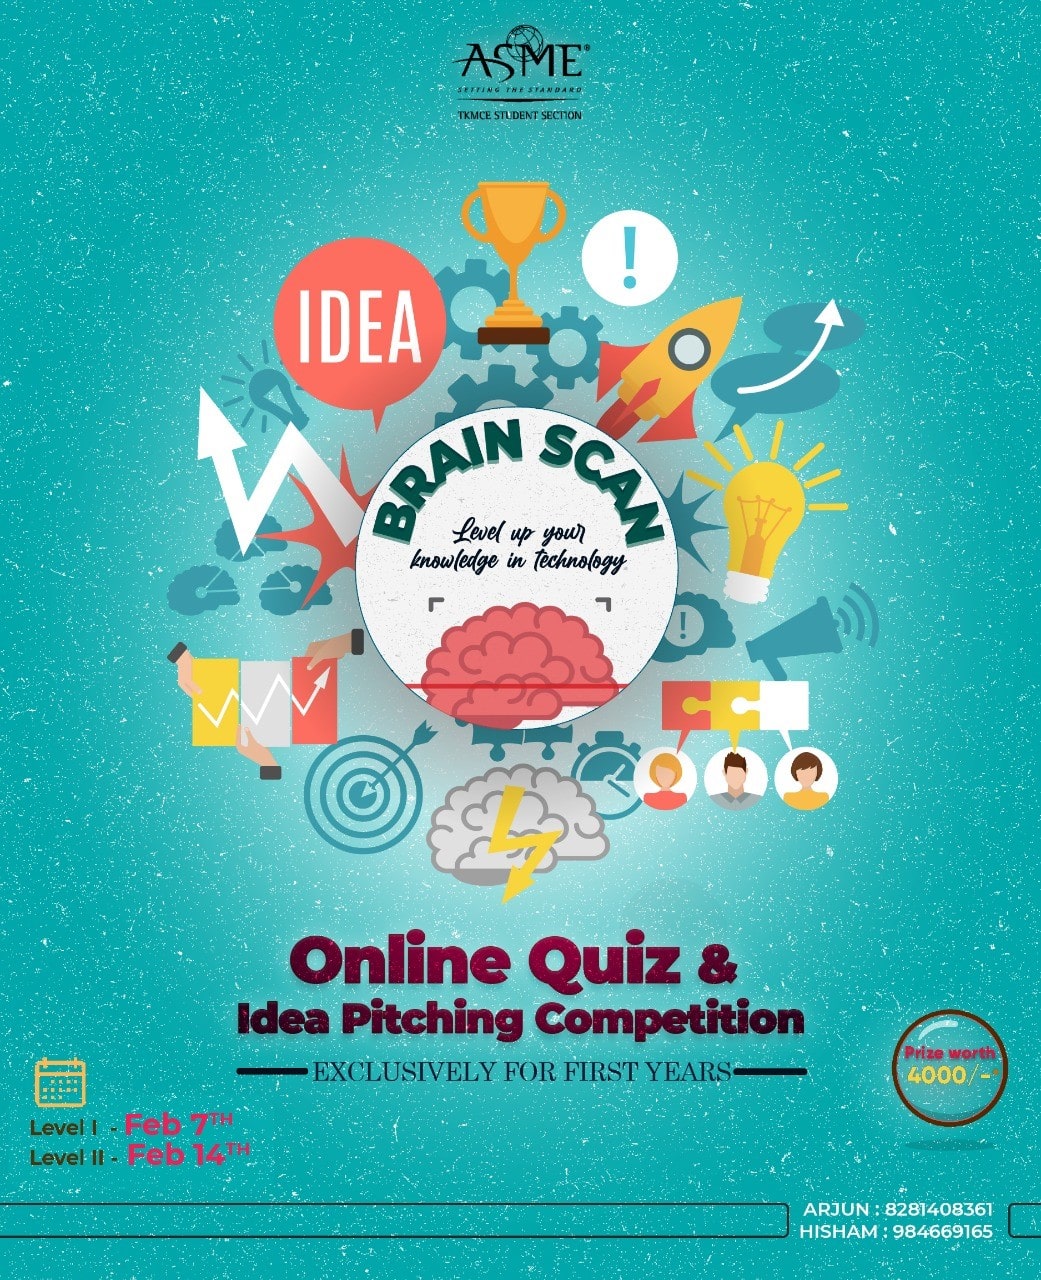 ASME®
SETTING THE STANDARD
TKMCE STUDENT SECTION
!
IDEA
BRAIN SCAN
Level up your
knowledge in technology
!
Online Quiz &
Idea Pitching Competition
EXCLUSIVELY FOR FIRST YEARS
Prize worth
4000/-*
Level I - Feb 7TH
Level II - Feb 14TH
ARJUN : 8281408361
HISHAM : 984669165